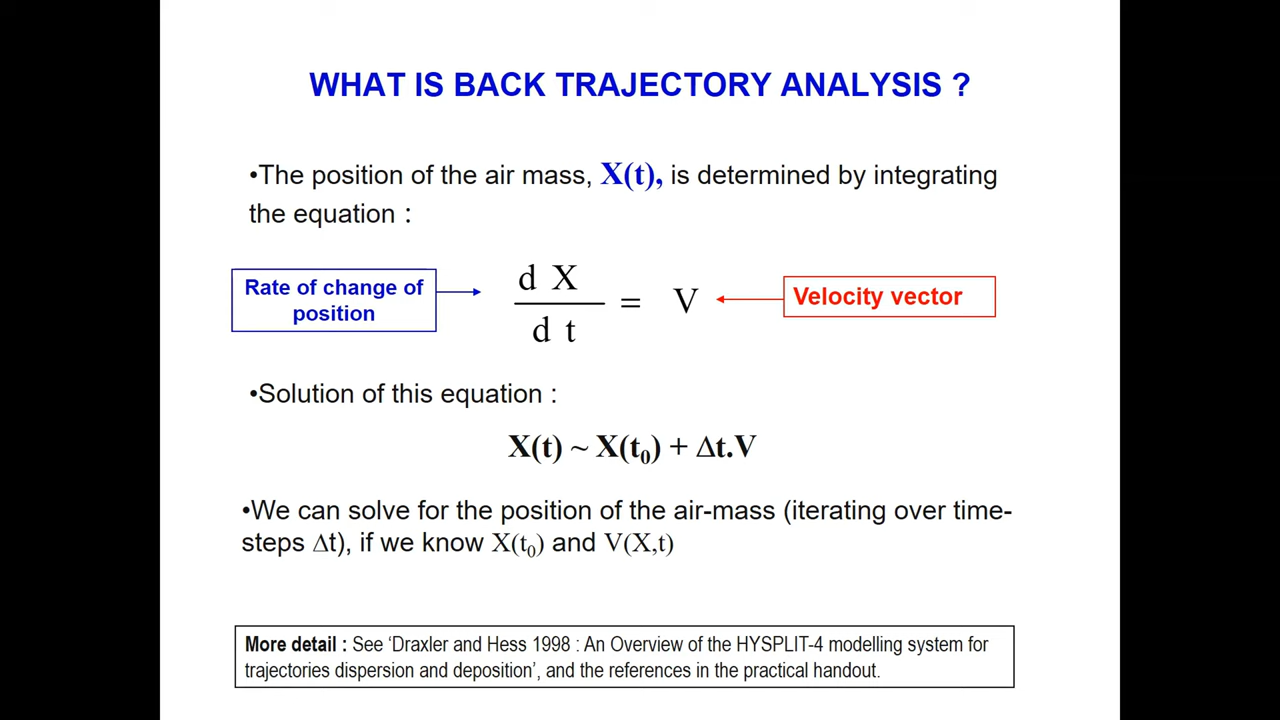 WHAT IS BACK TRAJECTORY ANALYSIS ?
•The position of the air mass, X(t), is determined by integrating
the equation :
Rate of change of
position
d X
d t
= V
Velocity vector
•Solution of this equation :
X(t) ~ X(t₀) + Δt.V
•We can solve for the position of the air-mass (iterating over time-
steps Δt), if we know X(t₀) and V(X,t)
More detail : See ‘Draxler and Hess 1998 : An Overview of the HYSPLIT-4 modelling system for
trajectories dispersion and deposition’, and the references in the practical handout.